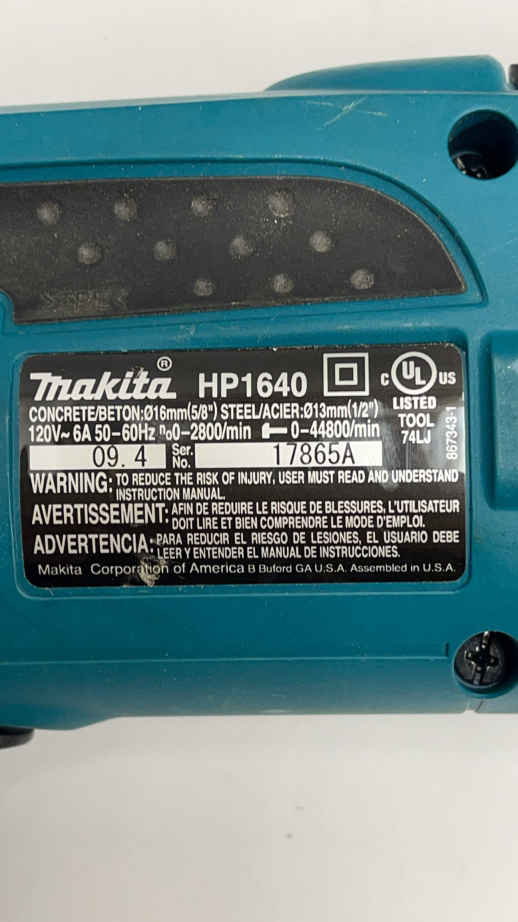 Makita® HP1640
CUL US
LISTED
TOOL
74LJ
CONCRETE/BETON:Ø16mm(5/8") STEEL/ACIER:Ø13mm(1/2")
120V~ 6A 50-60Hz n₀0-2800/min 0-44800/min
09. 4 Ser. No. 17865A
867343-1
WARNING: TO REDUCE THE RISK OF INJURY, USER MUST READ AND UNDERSTAND
INSTRUCTION MANUAL.
AVERTISSEMENT: AFIN DE REDUIRE LE RISQUE DE BLESSURES, L'UTILISATEUR
DOIT LIRE ET BIEN COMPRENDRE LE MODE D'EMPLOI.
ADVERTENCIA: PARA REDUCIR EL RIESGO DE LESIONES, EL USUARIO DEBE
LEER Y ENTENDER EL MANUAL DE INSTRUCCIONES.
Makita Corporation of America B Buford GA U.S.A. Assembled in U.S.A.